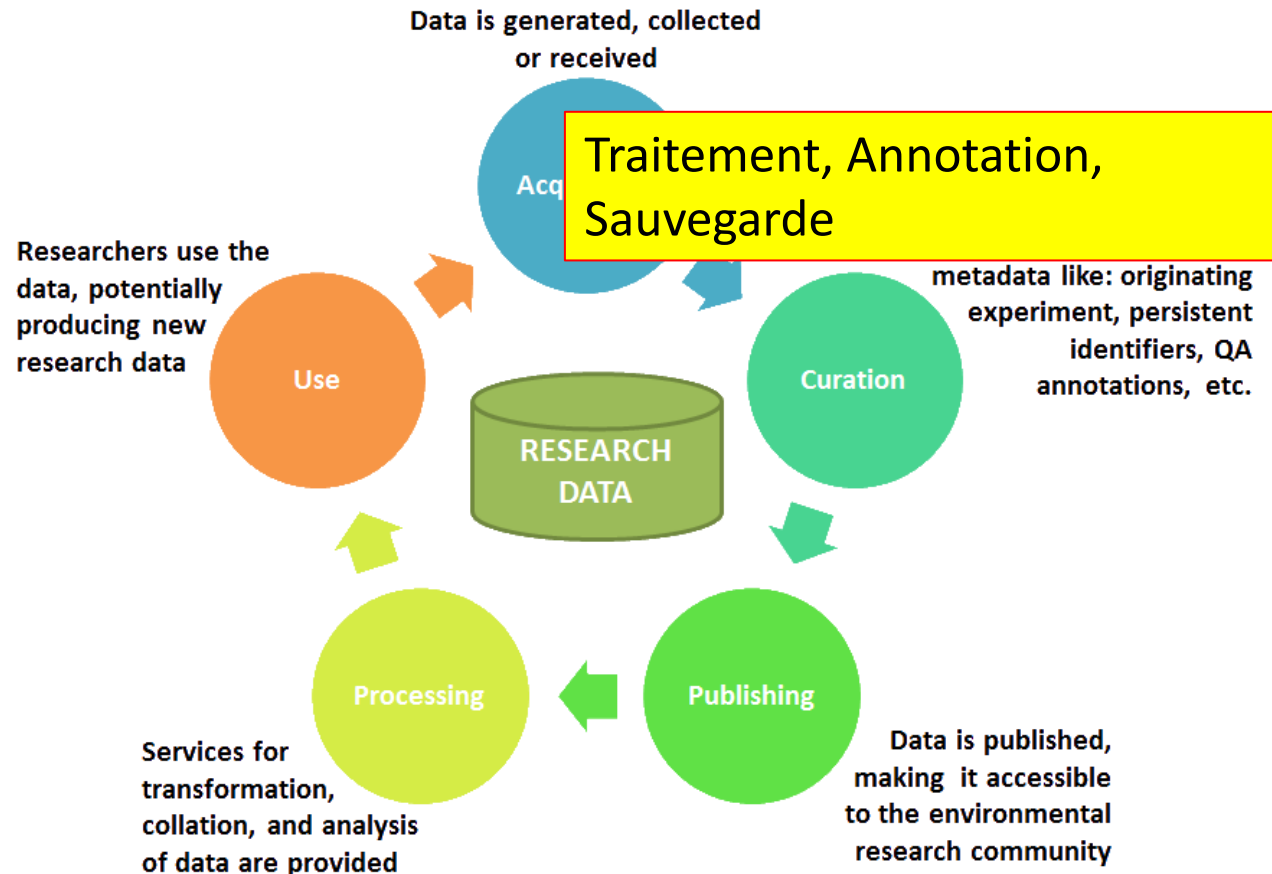 Data is generated, collected
or received
Acq
Traitement, Annotation,
Sauvegarde
metadata like: originating
experiment, persistent
identifiers, QA
annotations, etc.
Researchers use the
data, potentially
producing new
research data
Use
Curation
RESEARCH
DATA
Processing
Publishing
Services for
transformation,
collation, and analysis
of data are provided
Data is published,
making it accessible
to the environmental
research community